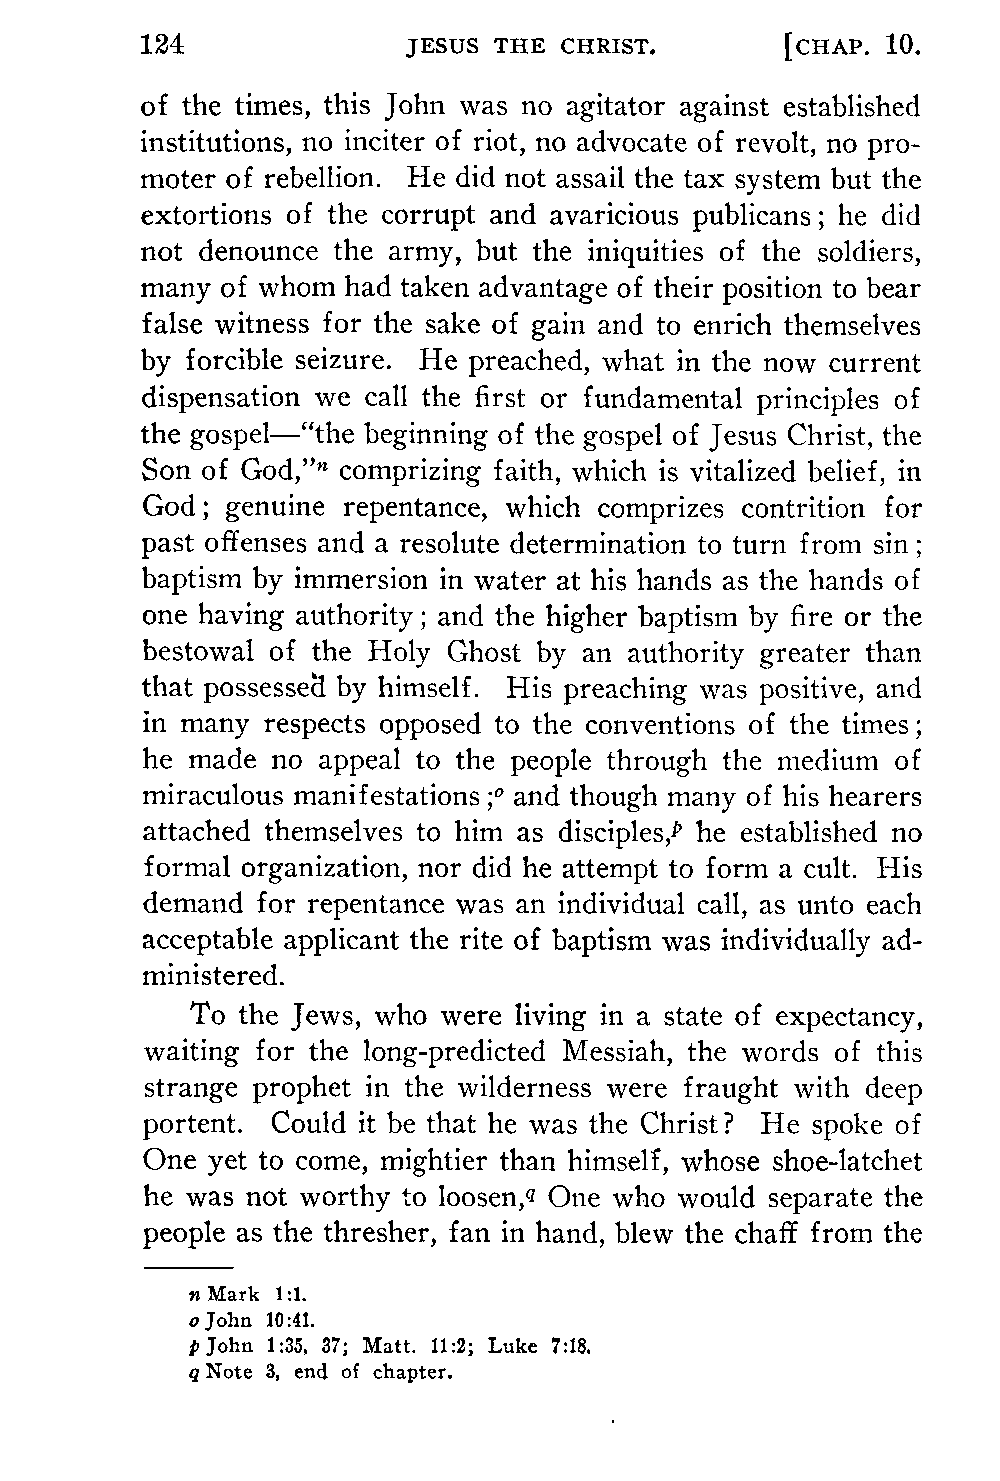 124 JESUS THE CHRIST. [CHAP. 10.
of the times, this John was no agitator against established
institutions, no inciter of riot, no advocate of revolt, no pro-
moter of rebellion. He did not assail the tax system but the
extortions of the corrupt and avaricious publicans; he did
not denounce the army, but the iniquities of the soldiers,
many of whom had taken advantage of their position to bear
false witness for the sake of gain and to enrich themselves
by forcible seizure. He preached, what in the now current
dispensation we call the first or fundamental principles of
the gospel—"the beginning of the gospel of Jesus Christ, the
Son of God,"n comprizing faith, which is vitalized belief, in
God; genuine repentance, which comprizes contrition for
past offenses and a resolute determination to turn from sin;
baptism by immersion in water at his hands as the hands of
one having authority; and the higher baptism by fire or the
bestowal of the Holy Ghost by an authority greater than
that possessed by himself. His preaching was positive, and
in many respects opposed to the conventions of the times;
he made no appeal to the people through the medium of
miraculous manifestations;o and though many of his hearers
attached themselves to him as disciples,p he established no
formal organization, nor did he attempt to form a cult. His
demand for repentance was an individual call, as unto each
acceptable applicant the rite of baptism was individually ad-
ministered.
To the Jews, who were living in a state of expectancy,
waiting for the long-predicted Messiah, the words of this
strange prophet in the wilderness were fraught with deep
portent. Could it be that he was the Christ? He spoke of
One yet to come, mightier than himself, whose shoe-latchet
he was not worthy to loosen,q One who would separate the
people as the thresher, fan in hand, blew the chaff from the
n Mark 1:1.
o John 10:41.
p John 1:35, 37; Matt. 11:2; Luke 7:18.
q Note 3, end of chapter.